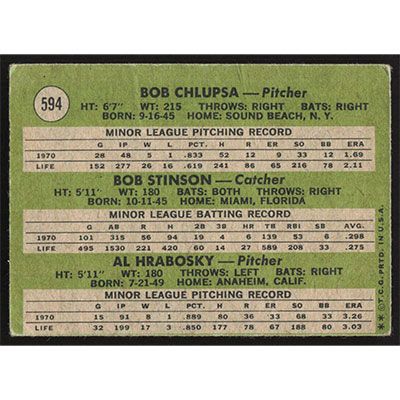 594
BOB CHLUPSA — Pitcher
HT: 6'7" WT: 215 THROWS: RIGHT BATS: RIGHT
BORN: 9-16-45 HOME: SOUND BEACH, N. Y.
MINOR LEAGUE PITCHING RECORD
G IP W L PCT. H R ER SO BB ERA
1970 28 48 5 1 .833 52 12 9 33 12 1.69
LIFE 152 277 26 16 .619 241 86 65 216 78 2.11
BOB STINSON — Catcher
HT: 5'11" WT: 180 BATS: BOTH THROWS: RIGHT
BORN: 10-11-45 HOME: MIAMI, FLORIDA
MINOR LEAGUE BATTING RECORD
G AB R H 2B 3B HR TB RBI SB AVG.
1970 101 315 54 94 19 4 6 139 53 6 .298
LIFE 495 1530 221 420 60 14 27 589 208 33 .275
AL HRABOSKY — Pitcher
HT: 5'11" WT: 180 THROWS: LEFT BATS: RIGHT
BORN: 7-21-49 HOME: ANAHEIM, CALIF.
MINOR LEAGUE PITCHING RECORD
G IP W L PCT. H R ER SO BB ERA
1970 15 91 8 1 .889 80 37 33 88 31 3.26
LIFE 32 199 17 5 .773 178 78 67 188 80 3.03
** © T. C. G. PRTD. IN U. S. A.